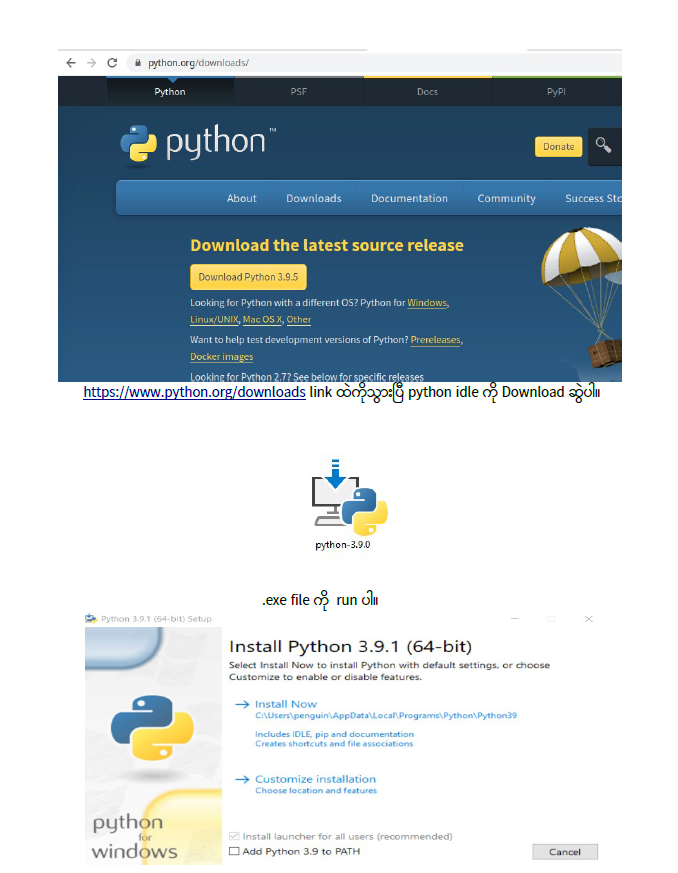 python.org/downloads/
Python PSF Docs PyPI
python™
Donate
About Downloads Documentation Community Success Sto
Download the latest source release
Download Python 3.9.5
Looking for Python with a different OS? Python for Windows,
Linux/UNIX, Mac OS X, Other
Want to help test development versions of Python? Prereleases,
Docker images
Looking for Python 2.7? See below for specific releases
https://www.python.org/downloads link ထဲကိုသွားပြီ python idle ကို Download ဆွဲပါ။
python-3.9.0
.exe file ကို run ပါ။
Python 3.9.1 (64-bit) Setup
Install Python 3.9.1 (64-bit)
Select Install Now to install Python with default settings, or choose
Customize to enable or disable features.
Install Now
C:\Users\penguin\AppData\Local\Programs\Python\Python39
Includes IDLE, pip and documentation
Creates shortcuts and file associations
Customize installation
Choose location and features
python
for
windows
Install launcher for all users (recommended)
Add Python 3.9 to PATH
Cancel